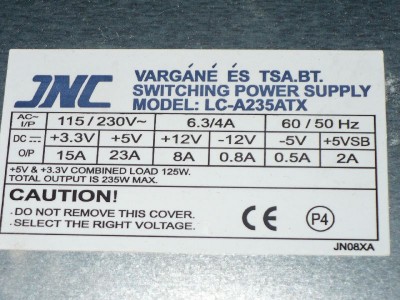 JNC
VARGÁNÉ ÉS TSA.BT.
SWITCHING POWER SUPPLY
MODEL: LC-A235ATX
AC~ I/P 115 / 230V~ 6.3/4A 60 / 50 Hz
DC O/P +3.3V +5V +12V -12V -5V +5VSB
15A 23A 8A 0.8A 0.5A 2A
+5V & +3.3V COMBINED LOAD 125W.
TOTAL OUTPUT IS 235W MAX.
CAUTION!
.DO NOT REMOVE THIS COVER.
.SELECT THE RIGHT VOLTAGE.
CE P4
JN08XA